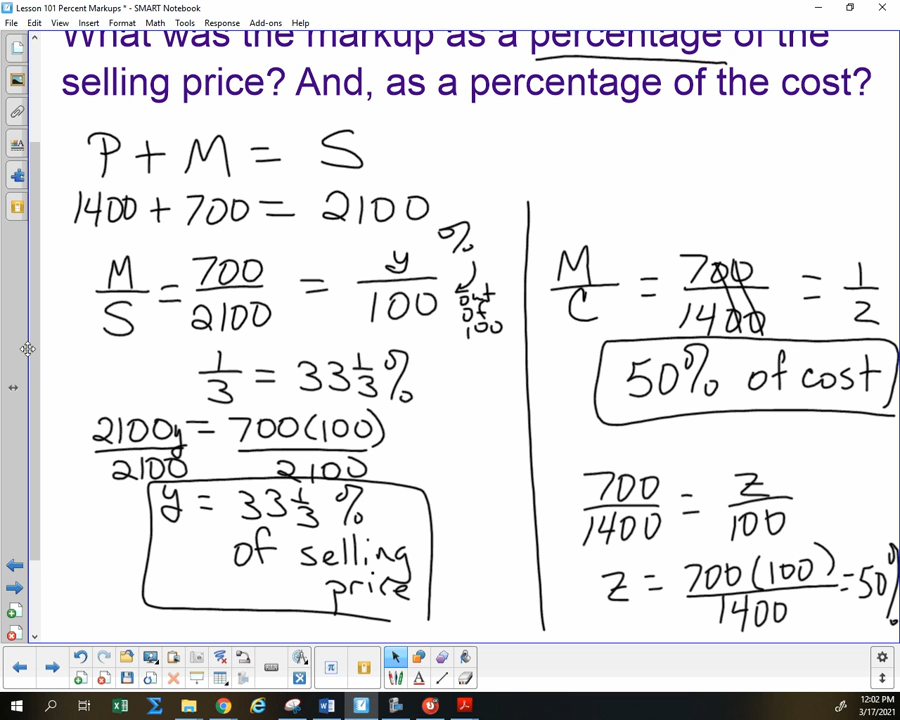 Lesson 101 Percent Markups * - SMART Notebook
File Edit View Insert Format Math Tools Response Add-ons Help
What was the markup as a percentage of the
selling price? And, as a percentage of the cost?
P + M = S
1400 + 700 = 2100
M/S = 700/2100 = y/100
% out of 100
1/3 = 33 1/3 %
2100y/2100 = 700(100)/2100
y = 33 1/3 %
of selling
price
M/C = 700/1400 = 1/2
50% of cost
700/1400 = z/100
z = 700(100)/1400 = 50%
12:02 PM
3/17/2021